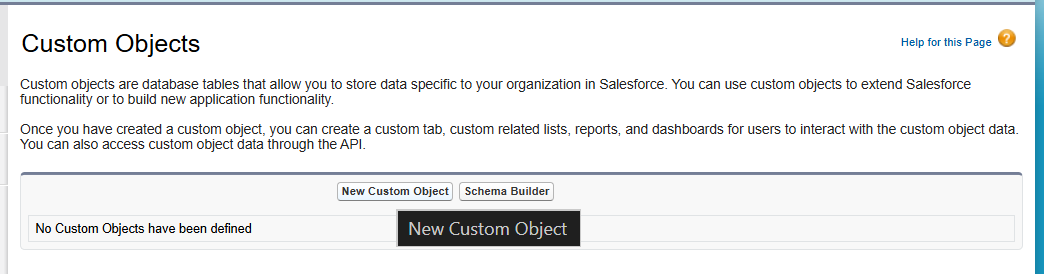 Custom Objects
Help for this Page ?
Custom objects are database tables that allow you to store data specific to your organization in Salesforce. You can use custom objects to extend Salesforce
functionality or to build new application functionality.
Once you have created a custom object, you can create a custom tab, custom related lists, reports, and dashboards for users to interact with the custom object data.
You can also access custom object data through the API.
New Custom Object Schema Builder
No Custom Objects have been defined
New Custom Object